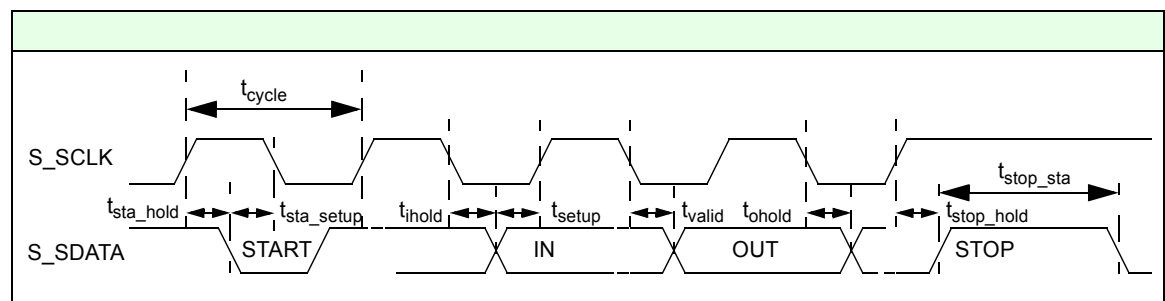 t_cycle
S_SCLK
t_stop_sta
t_sta_hold t_sta_setup t_ihold t_setup t_valid t_ohold t_stop_hold
S_SDATA START IN OUT STOP